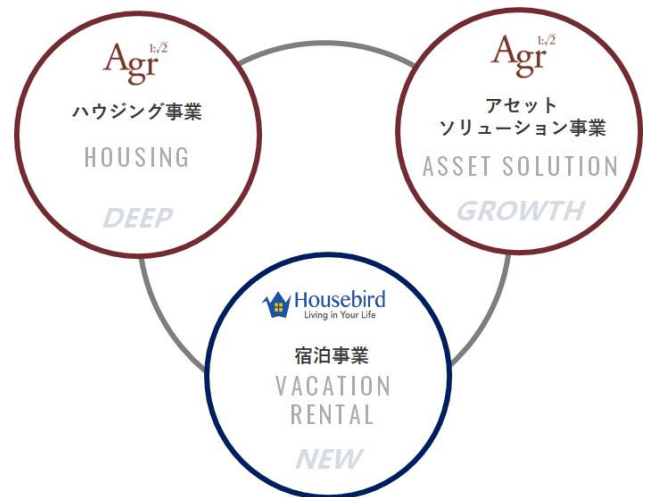 Agr 1:√2
ハウジング事業
HOUSING
DEEP
Agr 1:√2
アセット
ソリューション事業
ASSET SOLUTION
GROWTH
Housebird
Living in Your Life
宿泊事業
VACATION
RENTAL
NEW